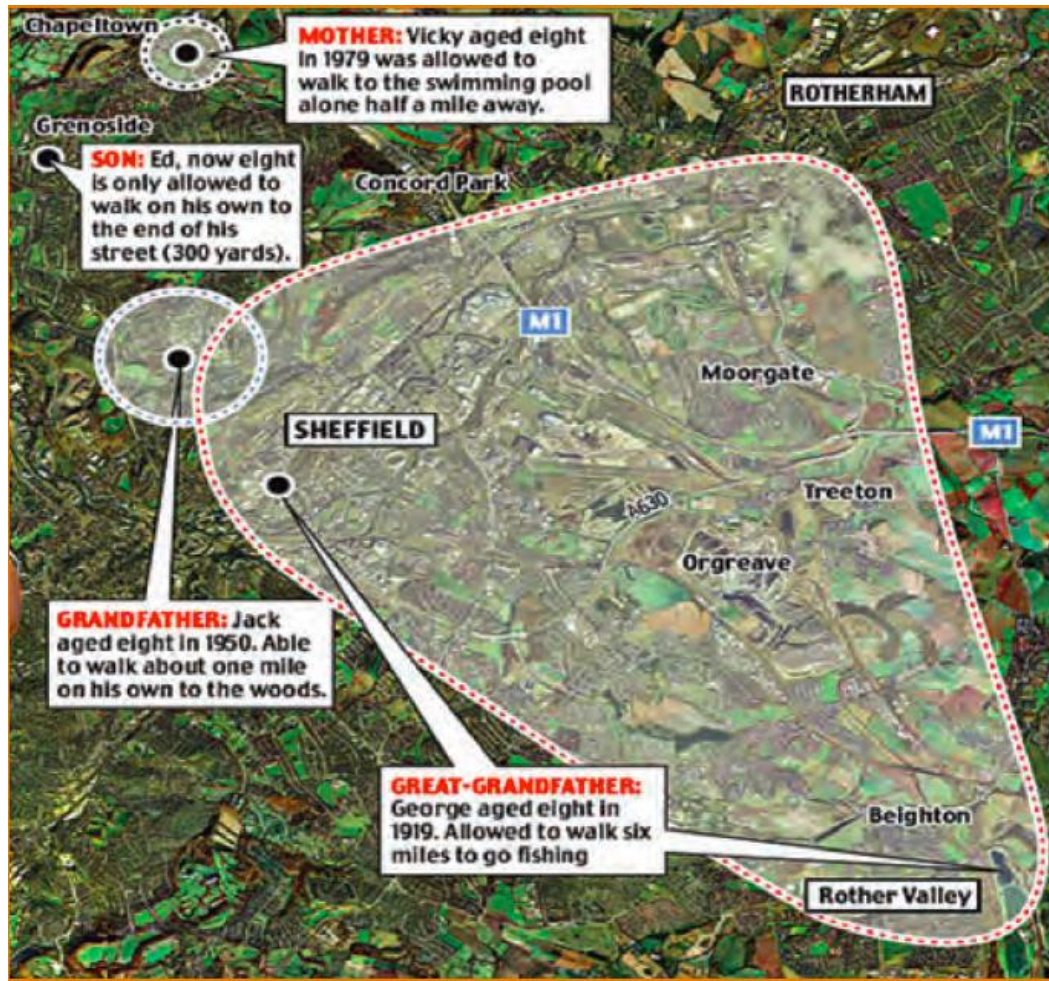 Chapeltown
MOTHER: Vicky aged eight
in 1979 was allowed to
walk to the swimming pool
alone half a mile away.
ROTHERHAM
Grenoside
SON: Ed, now eight
is only allowed to
walk on his own to
the end of his
street (300 yards).
Concord Park
M1
Moorgate
SHEFFIELD
M1
Treeton
A630
Orgreave
GRANDFATHER: Jack
aged eight in 1950. Able
to walk about one mile
on his own to the woods.
GREAT-GRANDFATHER:
George aged eight in
1919. Allowed to walk six
miles to go fishing
Beighton
Rother Valley